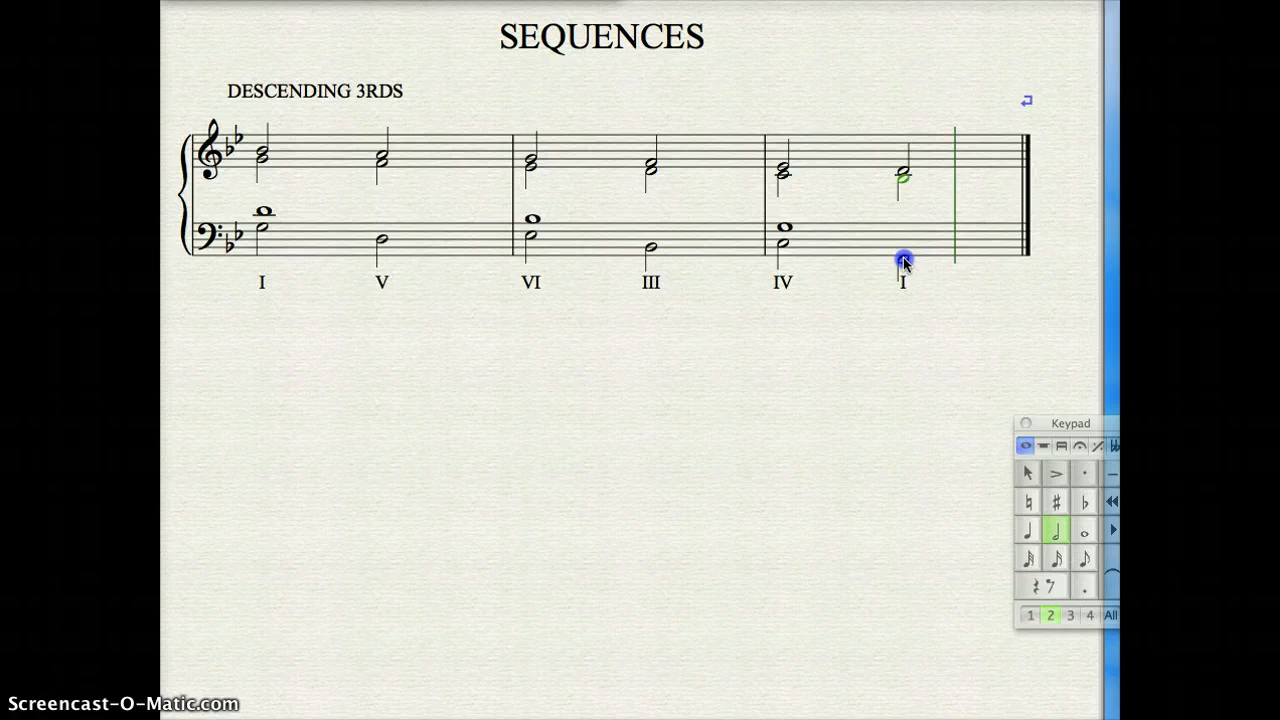 SEQUENCES
DESCENDING 3RDS
I V VI III IV I
Keypad
1 2 3 4 All
Screencast-O-Matic.com